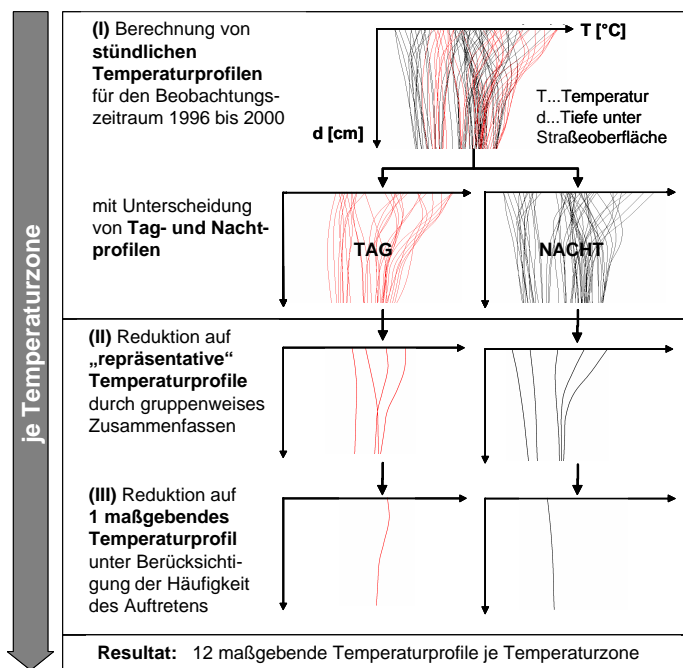 je Temperaturzone
(I) Berechnung von
stündlichen
Temperaturprofilen
für den Beobachtungs-
zeitraum 1996 bis 2000
T [°C]
d [cm]
T...Temperatur
d...Tiefe unter
Straßeoberfläche
mit Unterscheidung
von Tag- und Nacht-
profilen
TAG
NACHT
(II) Reduktion auf
„repräsentative“
Temperaturprofile
durch gruppenweises
Zusammenfassen
(III) Reduktion auf
1 maßgebendes
Temperaturprofil
unter Berücksichti-
gung der Häufigkeit
des Auftretens
Resultat: 12 maßgebende Temperaturprofile je Temperaturzone